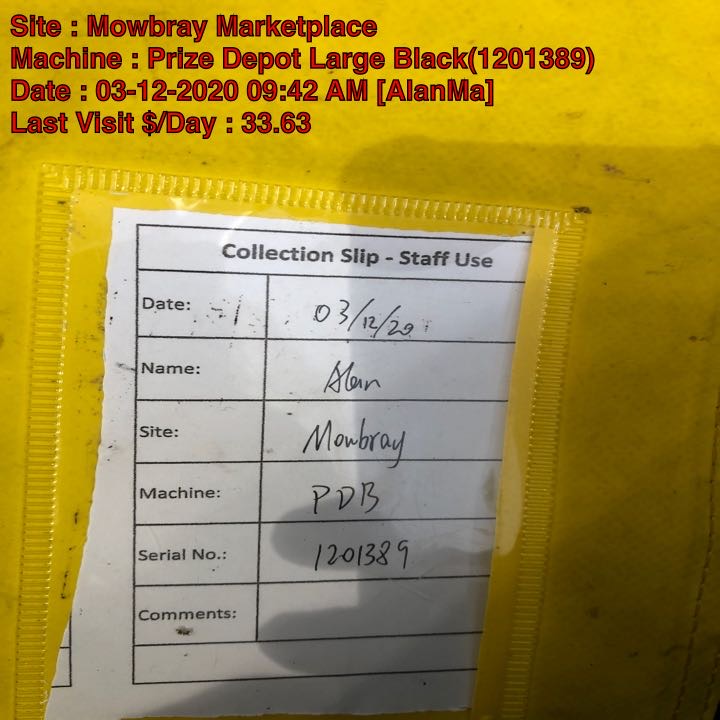 Site : Mowbray Marketplace
Machine : Prize Depot Large Black(1201389)
Date : 03-12-2020 09:42 AM [AlanMa]
Last Visit $/Day : 33.63
Collection Slip - Staff Use
Date: 03/12/20
Name: Alan
Site: Mowbray
Machine: PDB
Serial No.: 1201389
Comments: